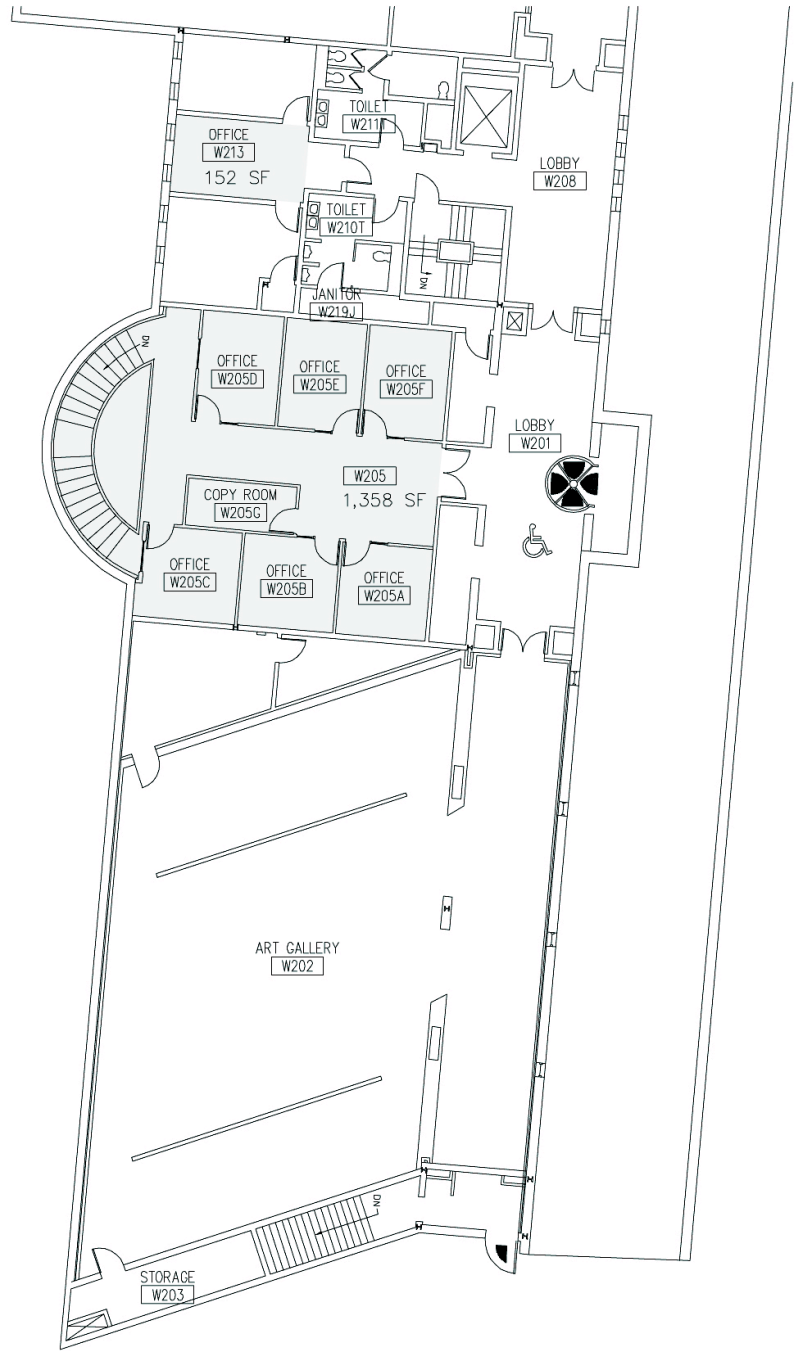 TOILET
W211T
OFFICE
W213
152 SF
LOBBY
W208
TOILET
W210T
DN
JANITOR
W219J
DN
OFFICE
W205D
OFFICE
W205E
OFFICE
W205F
LOBBY
W201
W205
1,358 SF
COPY ROOM
W205G
OFFICE
W205C
OFFICE
W205B
OFFICE
W205A
ART GALLERY
W202
DN
STORAGE
W203